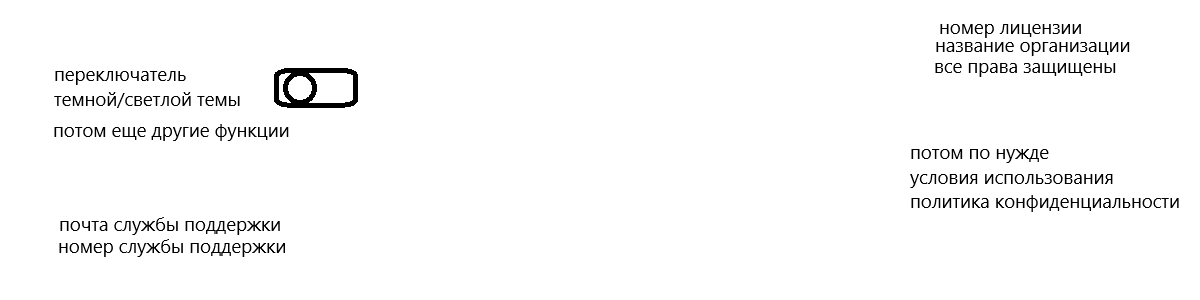 переключатель
темной/светлой темы
потом еще другие функции
почта службы поддержки
номер службы поддержки
номер лицензии
название организации
все права защищены
потом по нужде
условия использования
политика конфиденциальности